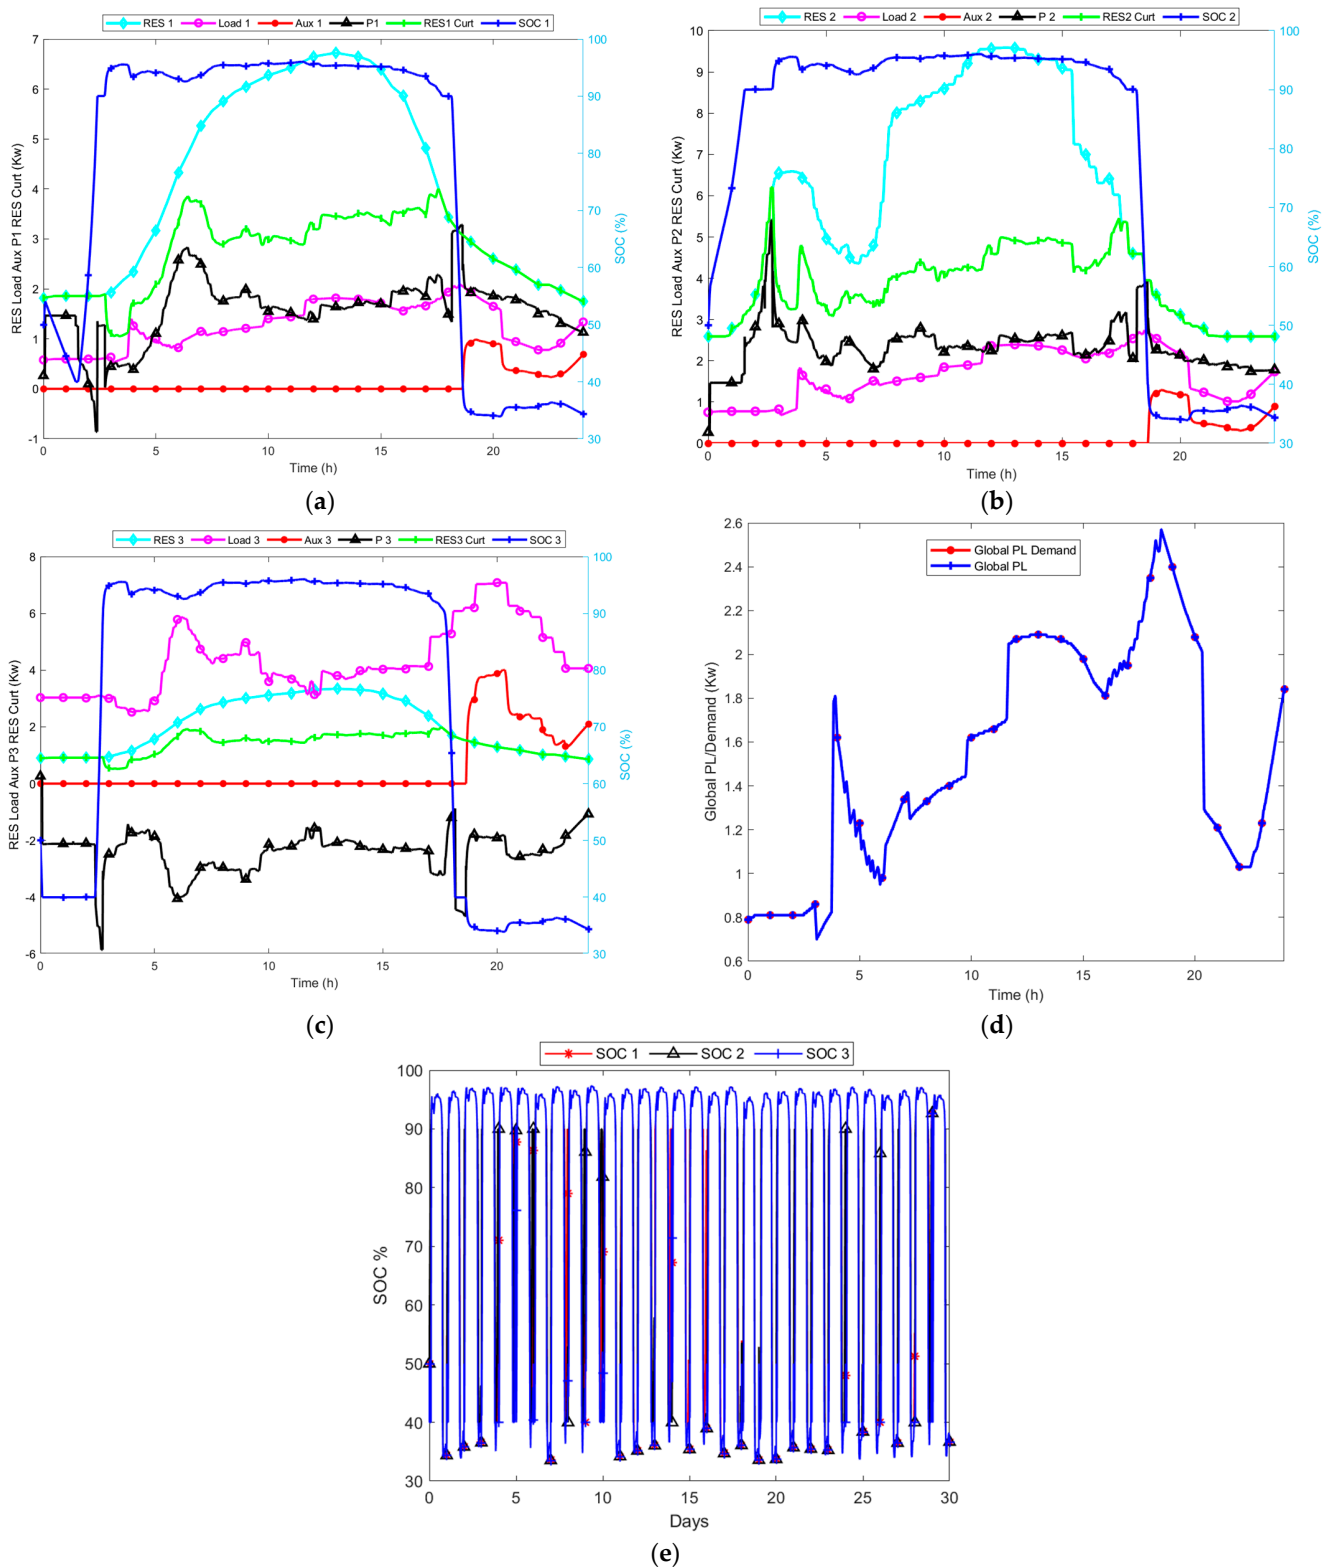 RES 1 Load 1 Aux 1 P1 RES1 Curt SOC 1
7 6 5 4 3 2 1 0 -1
RES Load Aux P1 RES Curt (Kw)
100 90 80 70 60 50 40 30
SOC (%)
0 5 10 15 20
Time (h)
(a)
RES 2 Load 2 Aux 2 P 2 RES2 Curt SOC 2
10 9 8 7 6 5 4 3 2 1 0
RES Load Aux P2 RES Curt (Kw)
100 90 80 70 60 50 40 30
SOC (%)
0 5 10 15 20
Time (h)
(b)
RES 3 Load 3 Aux 3 P 3 RES3 Curt SOC 3
8 6 4 2 0 -2 -4 -6
RES Load Aux P3 RES Curt (Kw)
100 90 80 70 60 50 40 30
SOC (%)
0 5 10 15 20
Time (h)
(c)
Global PL Demand
Global PL
2.6 2.4 2.2 2 1.8 1.6 1.4 1.2 1 0.8 0.6
Global PL/Demand (Kw)
0 5 10 15 20
Time (h)
(d)
SOC 1 SOC 2 SOC 3
100 90 80 70 60 50 40 30
SOC %
0 5 10 15 20 25 30
Days
(e)